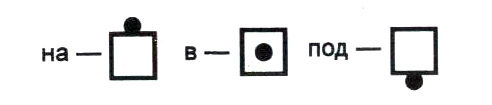 на — в — под —